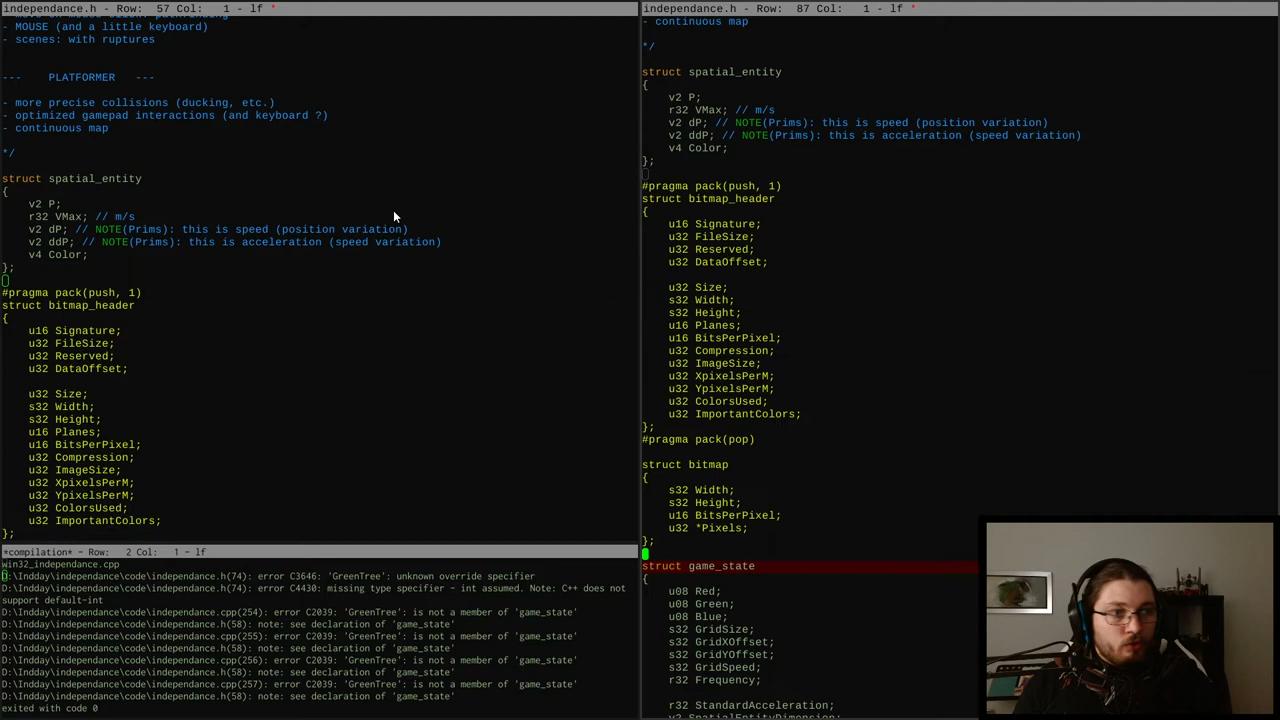 independance.h - Row:  57 Col:   1 - lf *
- move on mouse click: pathfinding
- MOUSE (and a little keyboard)
- scenes: with ruptures
---    PLATFORMER   ---
- more precise collisions (ducking, etc.)
- optimized gamepad interactions (and keyboard ?)
- continuous map
*/
struct spatial_entity
{
    v2 P;
    r32 VMax; // m/s
    v2 dP; // NOTE(Prims): this is speed (position variation)
    v2 ddP; // NOTE(Prims): this is acceleration (speed variation)
    v4 Color;
};
#pragma pack(push, 1)
struct bitmap_header
{
    u16 Signature;
    u32 FileSize;
    u32 Reserved;
    u32 DataOffset;
    u32 Size;
    s32 Width;
    s32 Height;
    u16 Planes;
    u16 BitsPerPixel;
    u32 Compression;
    u32 ImageSize;
    u32 XpixelsPerM;
    u32 YpixelsPerM;
    u32 ColorsUsed;
    u32 ImportantColors;
};
*compilation* - Row:   2 Col:   1 - lf
win32_independance.cpp
D:\Indday\independance\code\independance.h(74): error C3646: 'GreenTree': unknown override specifier
D:\Indday\independance\code\independance.h(74): error C4430: missing type specifier - int assumed. Note: C++ does not
support default-int
D:\Indday\independance\code\independance.cpp(254): error C2039: 'GreenTree': is not a member of 'game_state'
D:\Indday\independance\code\independance.h(58): note: see declaration of 'game_state'
D:\Indday\independance\code\independance.cpp(255): error C2039: 'GreenTree': is not a member of 'game_state'
D:\Indday\independance\code\independance.h(58): note: see declaration of 'game_state'
D:\Indday\independance\code\independance.cpp(256): error C2039: 'GreenTree': is not a member of 'game_state'
D:\Indday\independance\code\independance.h(58): note: see declaration of 'game_state'
D:\Indday\independance\code\independance.cpp(257): error C2039: 'GreenTree': is not a member of 'game_state'
D:\Indday\independance\code\independance.h(58): note: see declaration of 'game_state'
exited with code 0
independance.h - Row:  87 Col:   1 - lf *
- continuous map
*/
struct spatial_entity
{
    v2 P;
    r32 VMax; // m/s
    v2 dP; // NOTE(Prims): this is speed (position variation)
    v2 ddP; // NOTE(Prims): this is acceleration (speed variation)
    v4 Color;
};
#pragma pack(push, 1)
struct bitmap_header
{
    u16 Signature;
    u32 FileSize;
    u32 Reserved;
    u32 DataOffset;
    u32 Size;
    s32 Width;
    s32 Height;
    u16 Planes;
    u16 BitsPerPixel;
    u32 Compression;
    u32 ImageSize;
    u32 XpixelsPerM;
    u32 YpixelsPerM;
    u32 ColorsUsed;
    u32 ImportantColors;
};
#pragma pack(pop)
struct bitmap
{
    s32 Width;
    s32 Height;
    u16 BitsPerPixel;
    u32 *Pixels;
};
struct game_state
{
    u08 Red;
    u08 Green;
    u08 Blue;
    s32 GridSize;
    s32 GridXOffset;
    s32 GridYOffset;
    s32 GridSpeed;
    r32 Frequency;
    r32 StandardAcceleration;
    v2 SpatialEntityDimension;